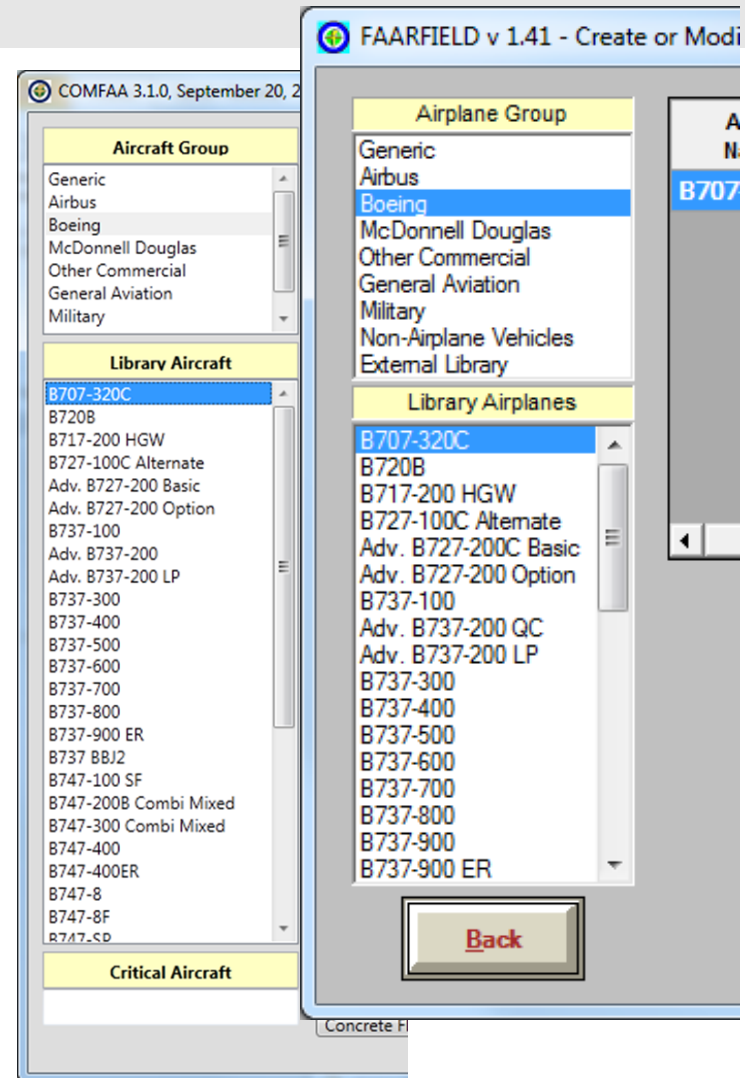 COMFAA 3.1.0, September 20, 2
Aircraft Group
Generic
Airbus
Boeing
McDonnell Douglas
Other Commercial
General Aviation
Military
Library Aircraft
B707-320C
B720B
B717-200 HGW
B727-100C Alternate
Adv. B727-200 Basic
Adv. B727-200 Option
B737-100
Adv. B737-200
Adv. B737-200 LP
B737-300
B737-400
B737-500
B737-600
B737-700
B737-800
B737-900 ER
B737 BBJ2
B747-100 SF
B747-200B Combi Mixed
B747-300 Combi Mixed
B747-400
B747-400ER
B747-8
B747-8F
B747-SP
Critical Aircraft
Concrete Fl
FAARFIELD v 1.41 - Create or Modi
Airplane Group
Generic
Airbus
Boeing
McDonnell Douglas
Other Commercial
General Aviation
Military
Non-Airplane Vehicles
External Library
Library Airplanes
B707-320C
B720B
B717-200 HGW
B727-100C Alternate
Adv. B727-200C Basic
Adv. B727-200 Option
B737-100
Adv. B737-200 QC
Adv. B737-200 LP
B737-300
B737-400
B737-500
B737-600
B737-700
B737-800
B737-900
B737-900 ER
Back
A
Na
B707-